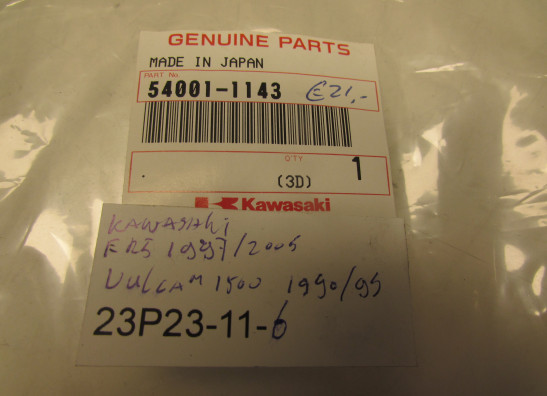 GENUINE PARTS
MADE IN JAPAN
PART No.
54001-1143 €21,-
Q'TY
(3D) 1
Kawasaki
KAWASAKI
ER5 1997/2005
VULCAN 1500 1990/95
23P23-11-6